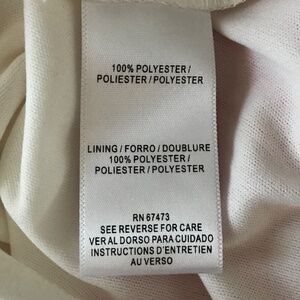 100% POLYESTER /
POLIESTER / POLYESTER
LINING / FORRO / DOUBLURE
100% POLYESTER /
POLIESTER / POLYESTER
RN 67473
SEE REVERSE FOR CARE
VER AL DORSO PARA CUIDADO
INSTRUCTIONS D'ENTRETIEN
AU VERSO